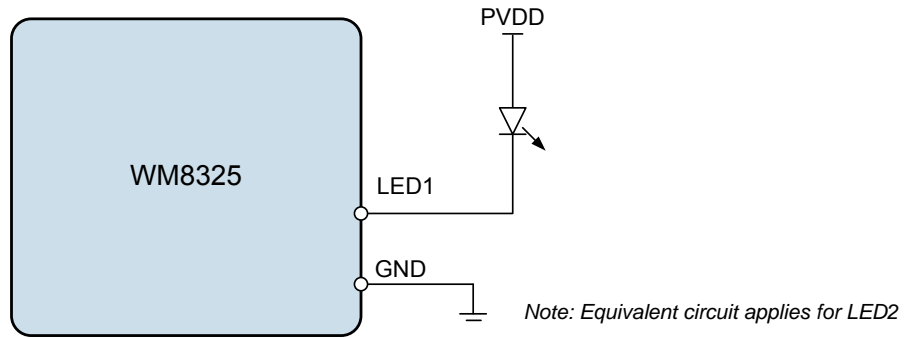 PVDD
WM8325
LED1
GND
Note: Equivalent circuit applies for LED2